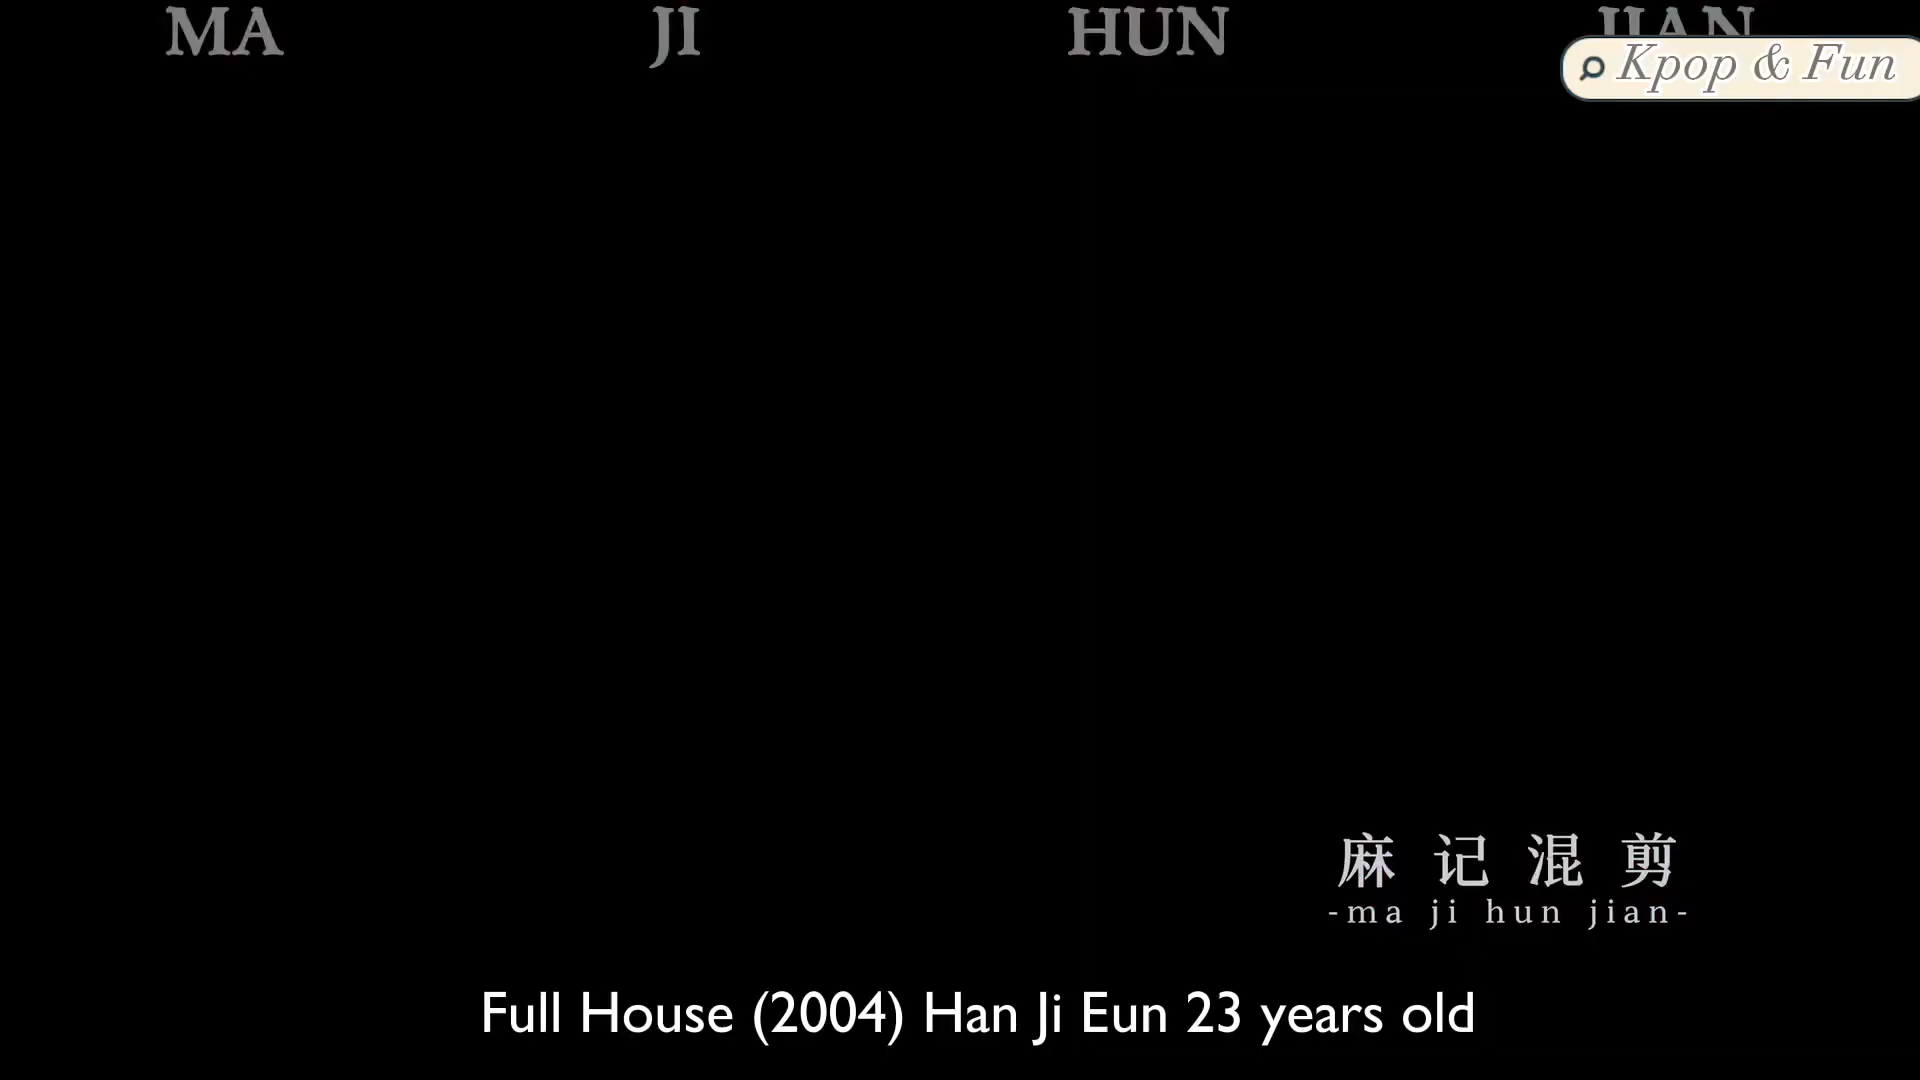 MA JI HUN JIAN
Kpop & Fun
麻记混剪
-ma ji hun jian-
Full House (2004) Han Ji Eun 23 years old